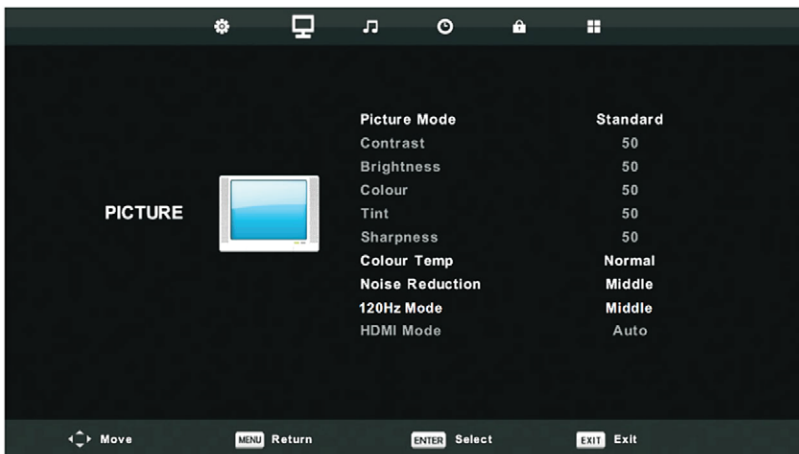 Picture Mode Standard
Contrast 50
Brightness 50
Colour 50
PICTURE
Tint 50
Sharpness 50
Colour Temp Normal
Noise Reduction Middle
120Hz Mode Middle
HDMI Mode Auto
Move MENU Return ENTER Select EXIT Exit